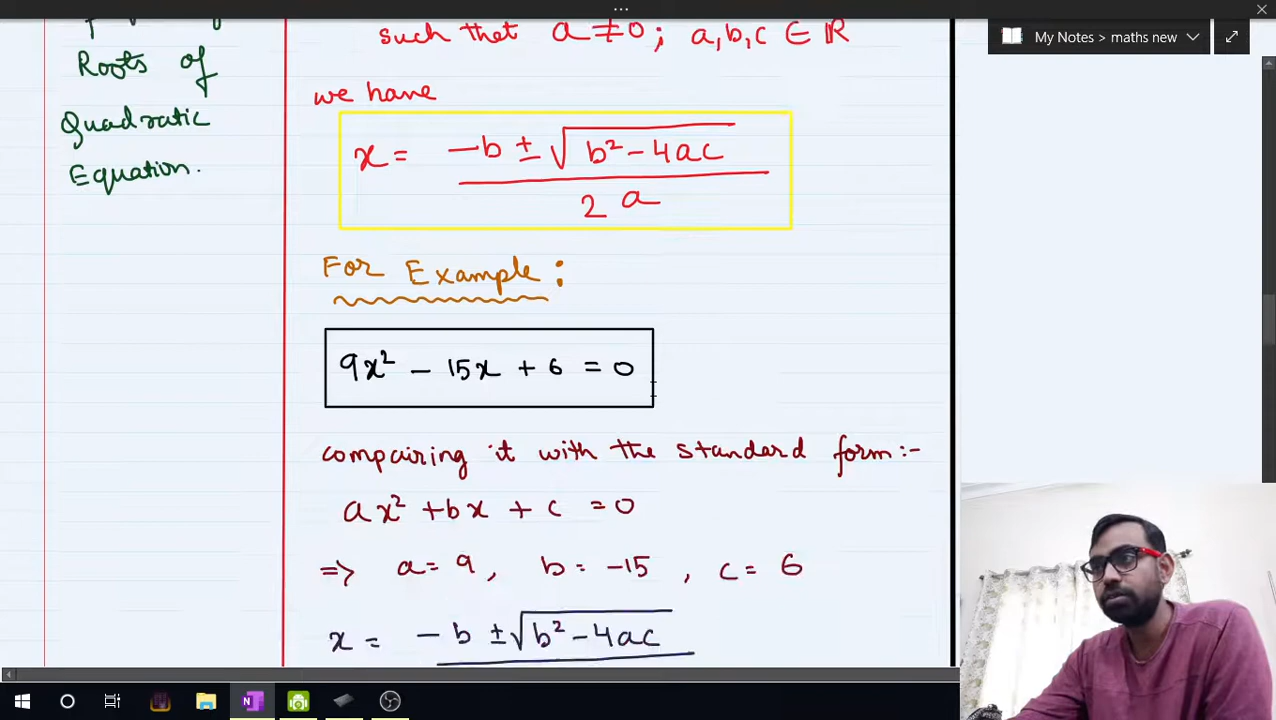 ...
My Notes > maths new
such that a ≠ 0; a,b,c ∈ ℝ
Roots of
Quadratic
Equation.
we have
x = −b ± √(b² − 4ac) / 2a
For Example :
9x² − 15x + 6 = 0
comparing it with the standard form :-
ax² + bx + c = 0
⇒ a = 9, b = −15, c = 6
x = −b ± √(b² − 4ac)